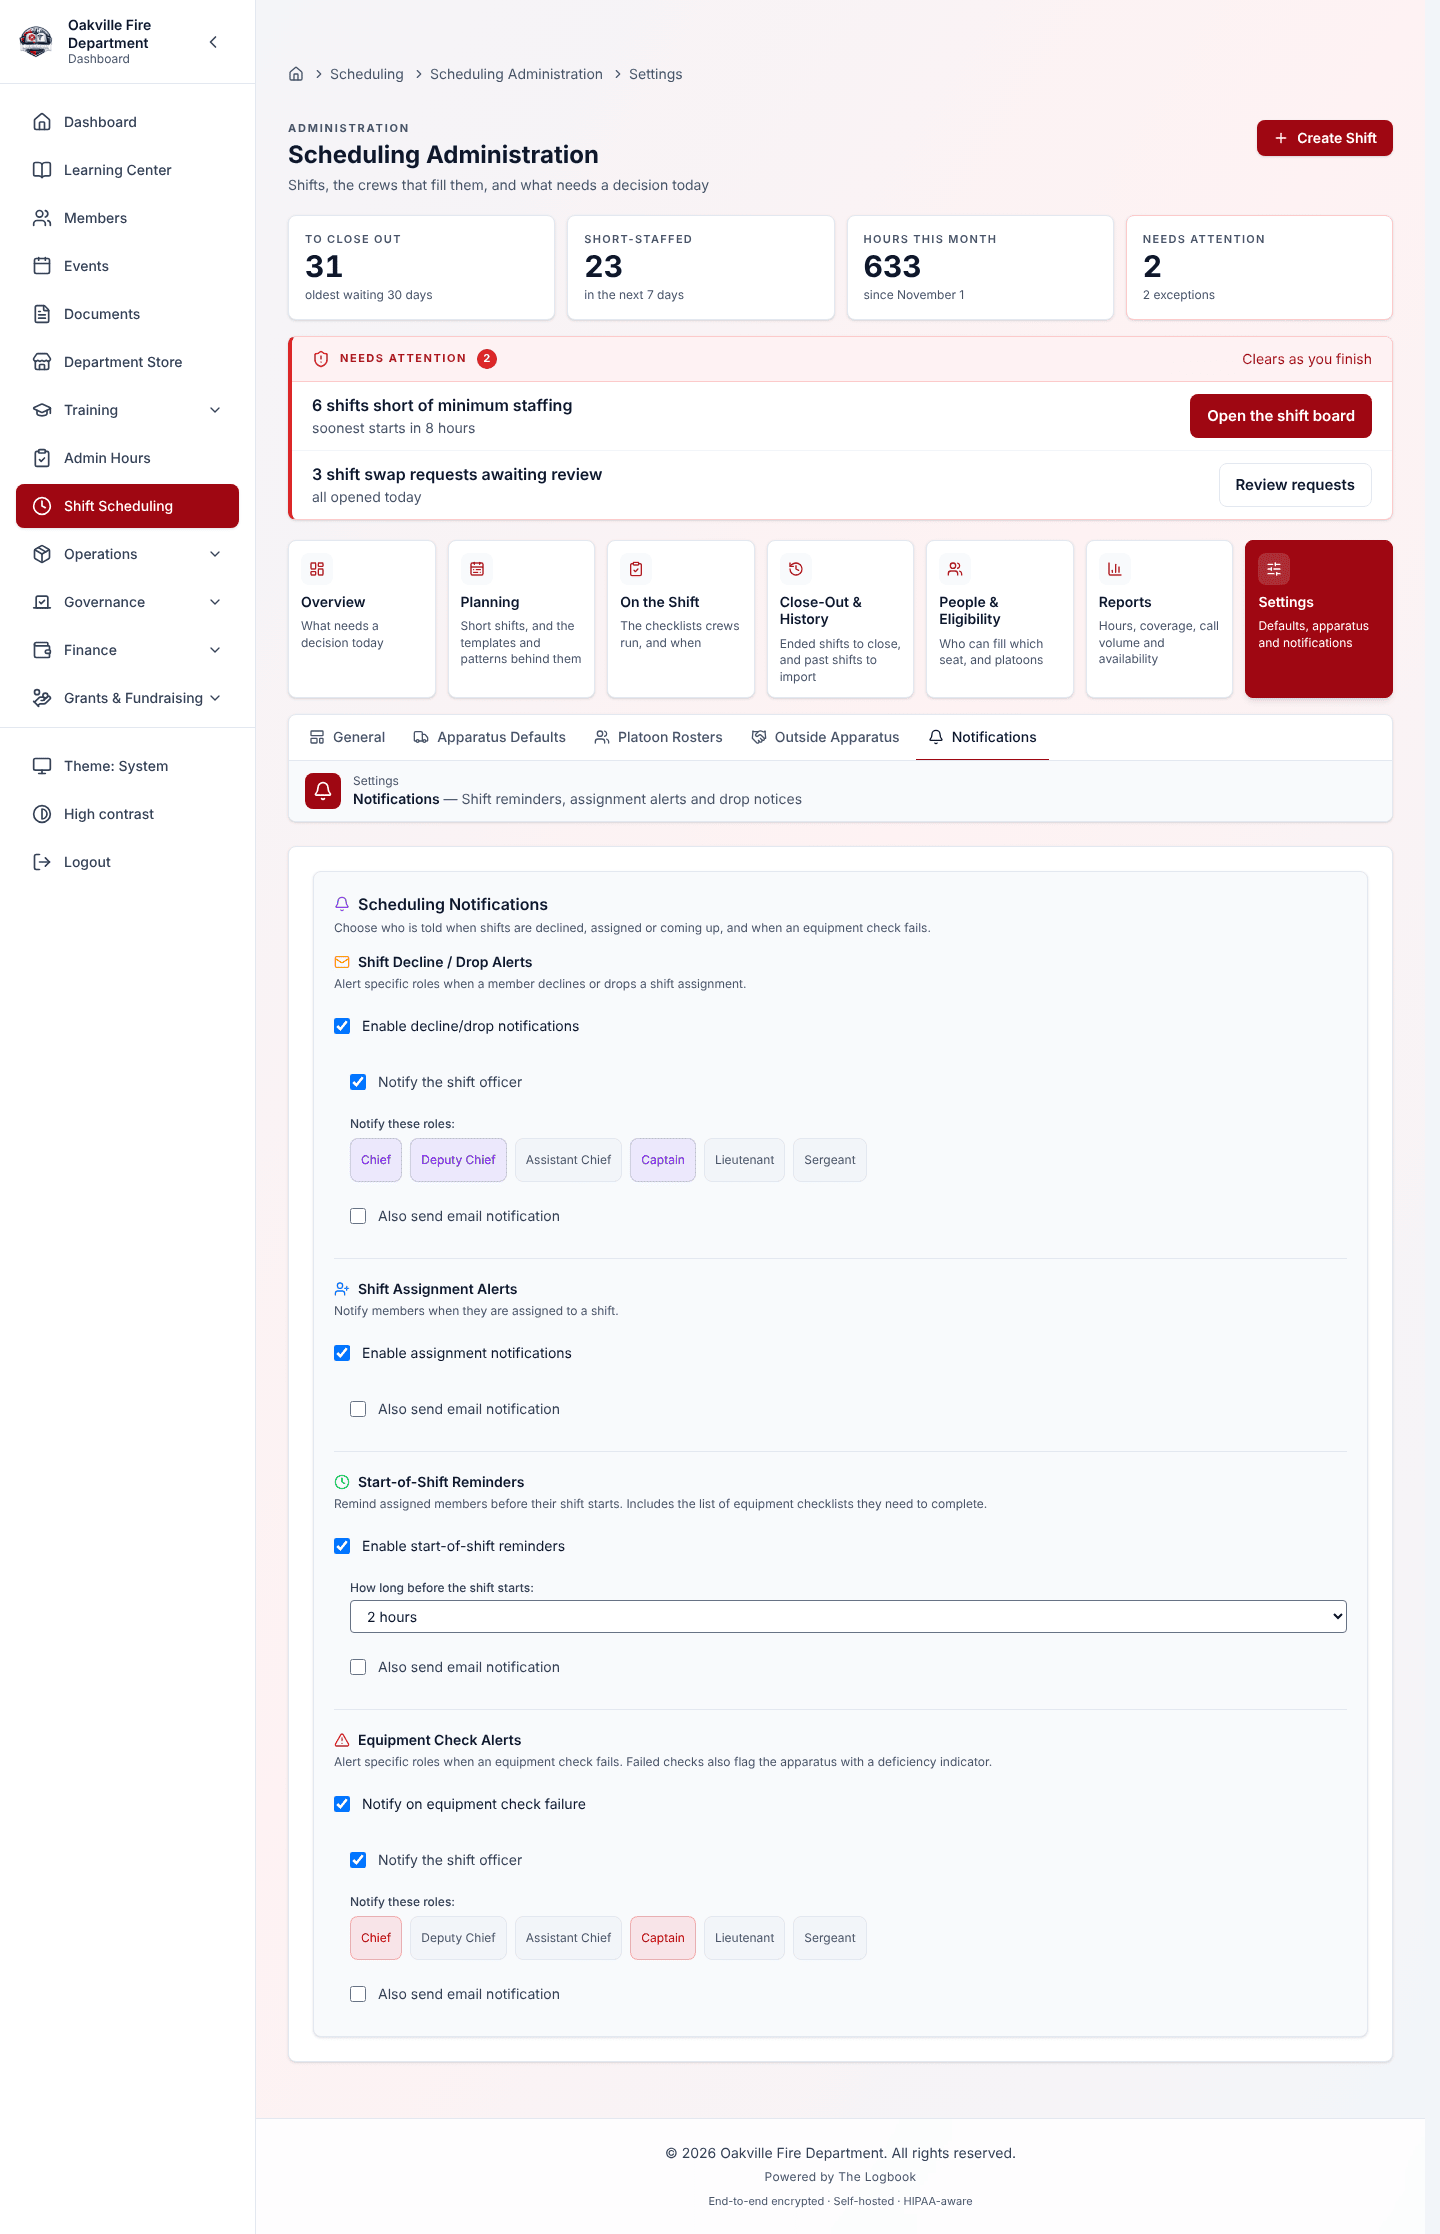 Oakville Fire
Department
Dashboard
Dashboard
Learning Center
Members
Events
Documents
Department Store
Training
Admin Hours
Shift Scheduling
Operations
Governance
Finance
Grants & Fundraising
Theme: System
High contrast
Logout
Scheduling
Scheduling Administration
Settings
ADMINISTRATION
Scheduling Administration
Shifts, the crews that fill them, and what needs a decision today
Create Shift
TO CLOSE OUT
31
oldest waiting 30 days
SHORT-STAFFED
23
in the next 7 days
HOURS THIS MONTH
633
since November 1
NEEDS ATTENTION
2
2 exceptions
NEEDS ATTENTION 2
Clears as you finish
6 shifts short of minimum staffing
soonest starts in 8 hours
Open the shift board
3 shift swap requests awaiting review
all opened today
Review requests
Overview
What needs a
decision today
Planning
Short shifts, and the
templates and
patterns behind them
On the Shift
The checklists crews
run, and when
Close-Out &
History
Ended shifts to close,
and past shifts to
import
People &
Eligibility
Who can fill which
seat, and platoons
Reports
Hours, coverage, call
volume and
availability
Settings
Defaults, apparatus
and notifications
General
Apparatus Defaults
Platoon Rosters
Outside Apparatus
Notifications
Settings
Notifications — Shift reminders, assignment alerts and drop notices
Scheduling Notifications
Choose who is told when shifts are declined, assigned or coming up, and when an equipment check fails.
Shift Decline / Drop Alerts
Alert specific roles when a member declines or drops a shift assignment.
Enable decline/drop notifications
Notify the shift officer
Notify these roles:
Chief
Deputy Chief
Assistant Chief
Captain
Lieutenant
Sergeant
Also send email notification
Shift Assignment Alerts
Notify members when they are assigned to a shift.
Enable assignment notifications
Also send email notification
Start-of-Shift Reminders
Remind assigned members before their shift starts. Includes the list of equipment checklists they need to complete.
Enable start-of-shift reminders
How long before the shift starts:
2 hours
Also send email notification
Equipment Check Alerts
Alert specific roles when an equipment check fails. Failed checks also flag the apparatus with a deficiency indicator.
Notify on equipment check failure
Notify the shift officer
Notify these roles:
Chief
Deputy Chief
Assistant Chief
Captain
Lieutenant
Sergeant
Also send email notification
© 2026 Oakville Fire Department. All rights reserved.
Powered by The Logbook
End-to-end encrypted · Self-hosted · HIPAA-aware